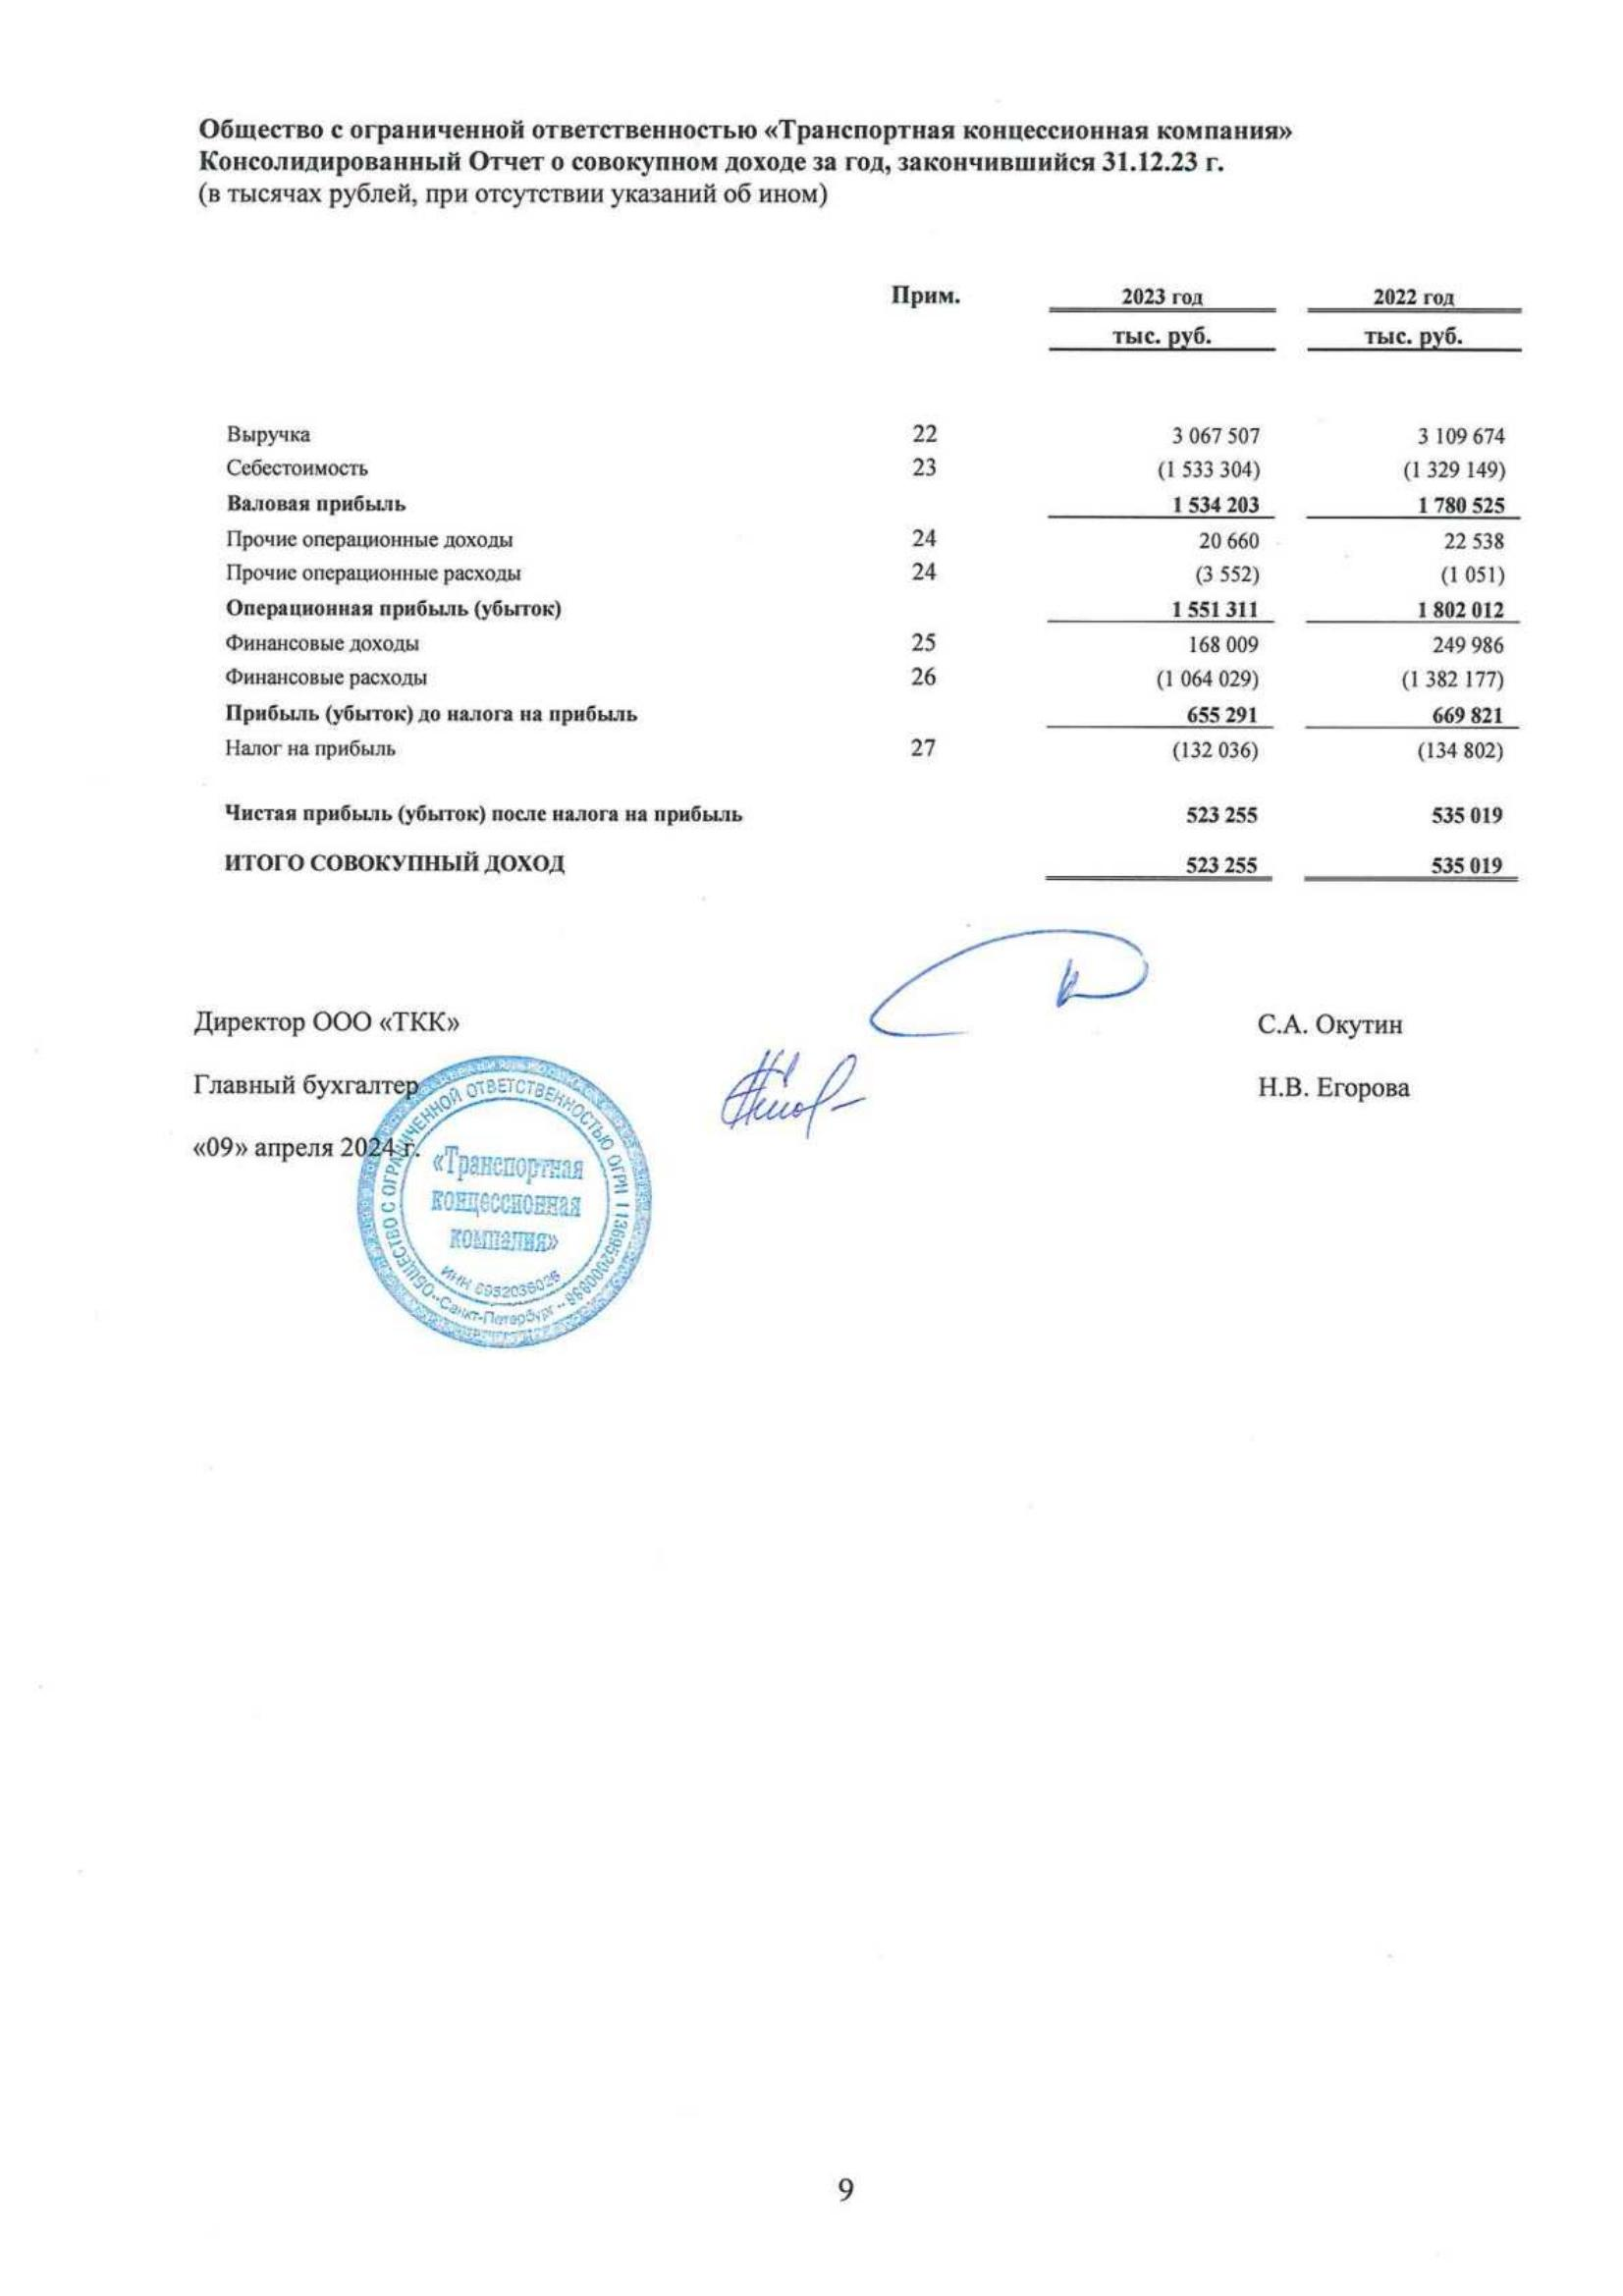 Общество с ограниченной ответственностью «Транспортная концессионная компания»
Консолидированный Отчет о совокупном доходе за год, закончившийся 31.12.23 г.
(в тысячах рублей, при отсутствии указаний об ином)
Прим. 2023 год 2022 год
тыс. руб. тыс. руб.
Выручка 22 3 067 507 3 109 674
Себестоимость 23 (1 533 304) (1 329 149)
Валовая прибыль 1 534 203 1 780 525
Прочие операционные доходы 24 20 660 22 538
Прочие операционные расходы 24 (3 552) (1 051)
Операционная прибыль (убыток) 1 551 311 1 802 012
Финансовые доходы 25 168 009 249 986
Финансовые расходы 26 (1 064 029) (1 382 177)
Прибыль (убыток) до налога на прибыль 655 291 669 821
Налог на прибыль 27 (132 036) (134 802)
Чистая прибыль (убыток) после налога на прибыль 523 255 535 019
ИТОГО СОВОКУПНЫЙ ДОХОД 523 255 535 019
Директор ООО «ТКК» С.А. Окутин
Главный бухгалтер Н.В. Егорова
«09» апреля 2024 г.
ОБЩЕСТВО С ОГРАНИЧЕННОЙ ОТВЕТСТВЕННОСТЬЮ ОГРН
«Транспортная
концессионная
компания»
ИНН 6952036026
Санкт-Петербург
9